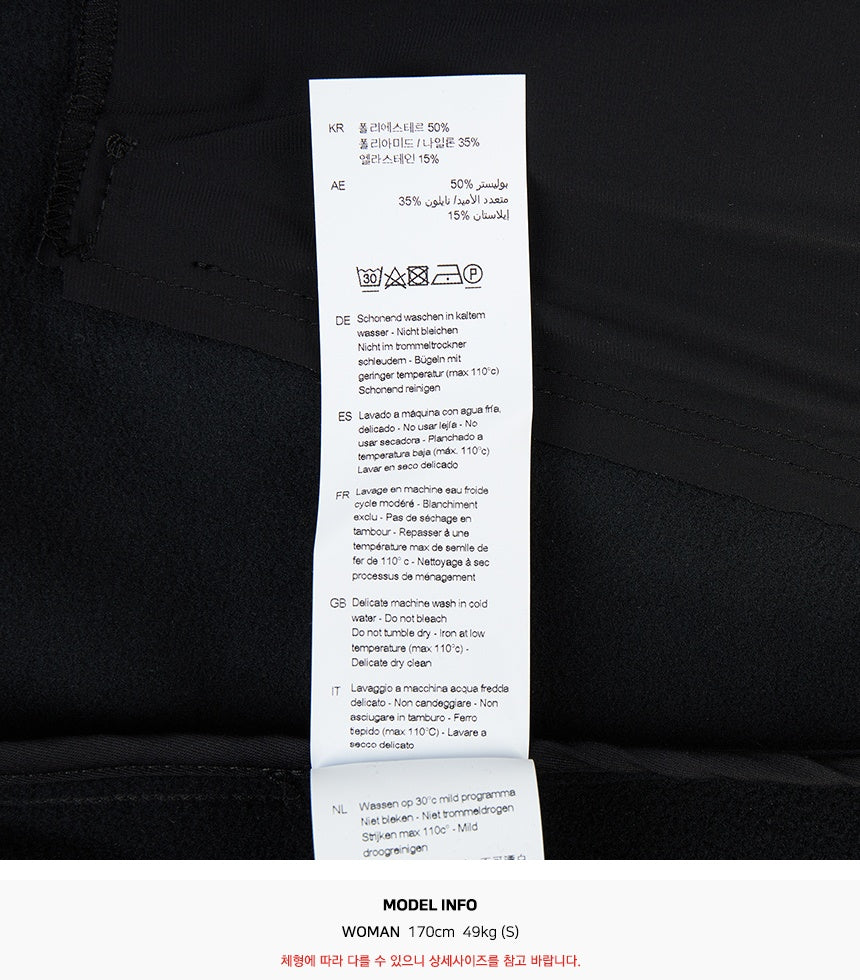 KR 폴리에스테르 50%
폴리아미드 / 나일론 35%
엘라스테인 15%
AE بوليستر 50%
متعدد الأميد/ نايلون 35%
إيلاستان 15%
30 P
DE Schonend waschen in kaltem
wasser - Nicht bleichen
Nicht im trommeltrockner
schleudern - Bügeln mit
geringer temperatur (max 110°c)
Schonend reinigen
ES Lavado a máquina con agua fría,
delicado - No usar lejía - No
usar secadora - Planchado a
temperatura baja (máx. 110°c)
Lavar en seco delicado
FR Lavage en machine eau froide
cycle modéré - Blanchiment
exclu - Pas de séchage en
tambour - Repasser à une
température max de semlle de
fer de 110° c - Nettoyage à sec
processus de ménagement
GB Delicate machine wash in cold
water - Do not bleach
Do not tumble dry - Iron at low
temperature (max 110°c) -
Delicate dry clean
IT Lavaggio a macchina acqua fredda
delicato - Non candeggiare - Non
asciugare in tamburo - Ferro
tiepido (max 110°C) - Lavare a
secco delicato
NL Wassen op 30°c mild programma
Niet bleken - Niet trommeldrogen
Strijken max 110c° - Mild
droogreinigen
MODEL INFO
WOMAN 170cm 49kg (S)
체형에 따라 다를 수 있으니 상세사이즈를 참고 바랍니다.